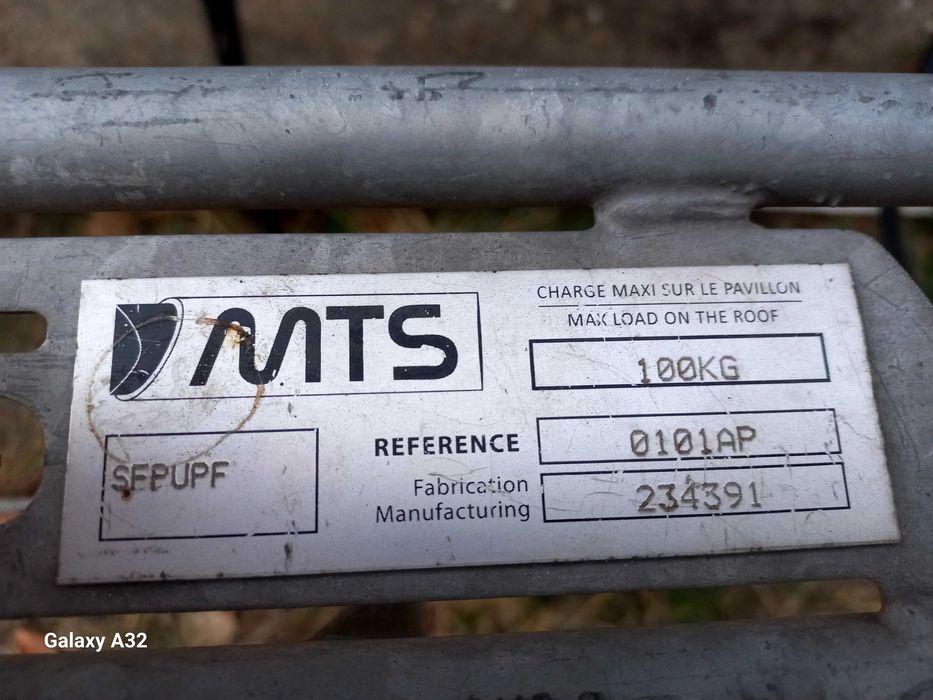 MTS
CHARGE MAXI SUR LE PAVILLON
MAX LOAD ON THE ROOF
100KG
REFERENCE 0101AP
Fabrication
Manufacturing
234391
SEPUPF
Galaxy A32